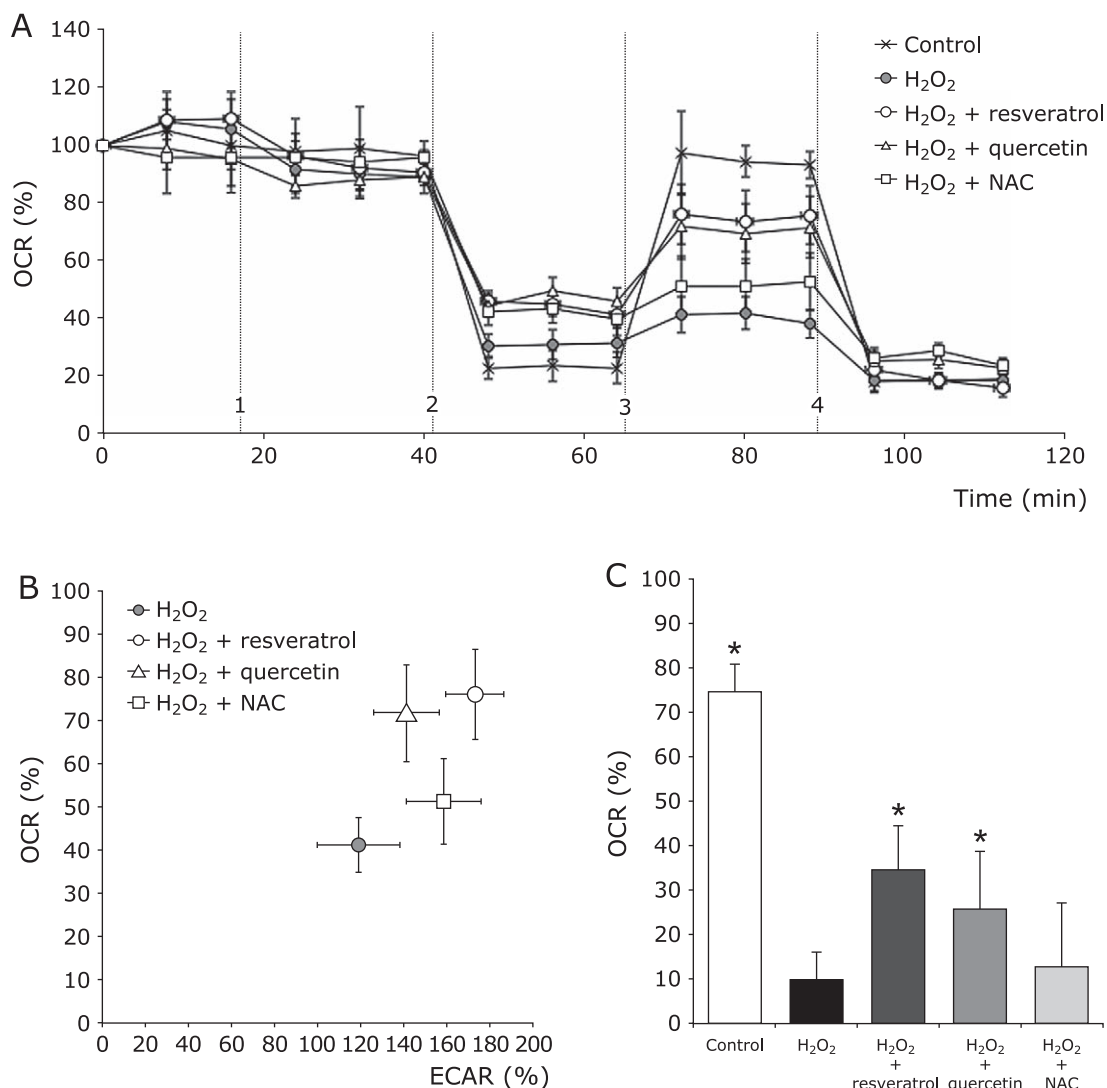 A
140
120
100
80
60
40
20
0
OCR (%)
1
2
3
4
0
20
40
60
80
100
120
Time (min)
Control
H₂O₂
H₂O₂ + resveratrol
H₂O₂ + quercetin
H₂O₂ + NAC
B
100
90
80
70
60
50
40
30
20
10
0
OCR (%)
H₂O₂
H₂O₂ + resveratrol
H₂O₂ + quercetin
H₂O₂ + NAC
0 20 40 60 80 100 120 140 160 180 200
ECAR (%)
C
100
90
80
70
60
50
40
30
20
10
0
OCR (%)
*
*
*
Control
H₂O₂
H₂O₂
+
resveratrol
H₂O₂
+
quercetin
H₂O₂
+
NAC